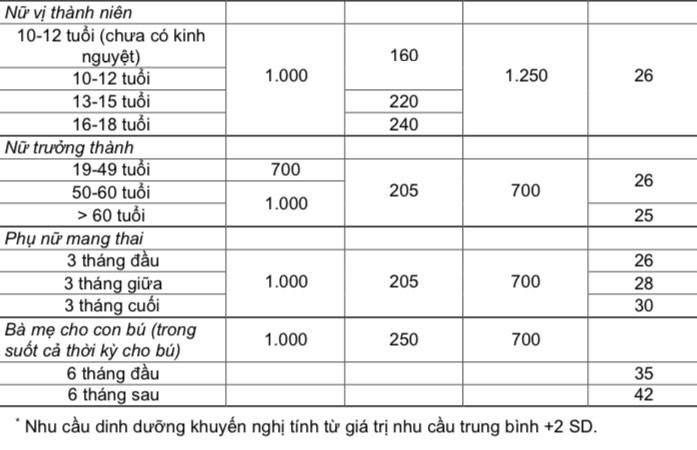 Nữ vị thành niên
10-12 tuổi (chưa có kinh
nguyệt)
1.000
160
1.250
26
10-12 tuổi
13-15 tuổi
220
16-18 tuổi
240
Nữ trưởng thành
19-49 tuổi
700
205
700
26
50-60 tuổi
1.000
> 60 tuổi
25
Phụ nữ mang thai
3 tháng đầu
26
3 tháng giữa
1.000
205
700
28
3 tháng cuối
30
Bà mẹ cho con bú (trong
suốt cả thời kỳ cho bú)
1.000
250
700
6 tháng đầu
35
6 tháng sau
42
* Nhu cầu dinh dưỡng khuyến nghị tính từ giá trị nhu cầu trung bình +2 SD.